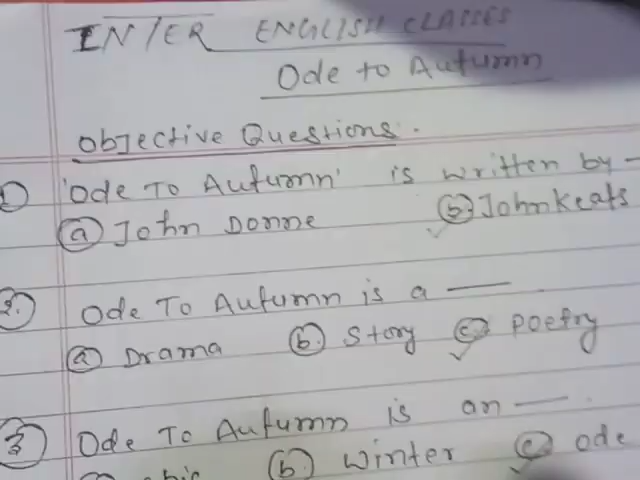 INTER ENGLISH CLASSES
Ode to Autumn
Objective Questions.
1) 'Ode To Autumn' is written by -
(a) John Donne (b) John Keats
2. Ode To Autumn is a —
(a) Drama (b) Story (c) Poetry
3 Ode To Autumn is an —.
(b) Winter (c) ode